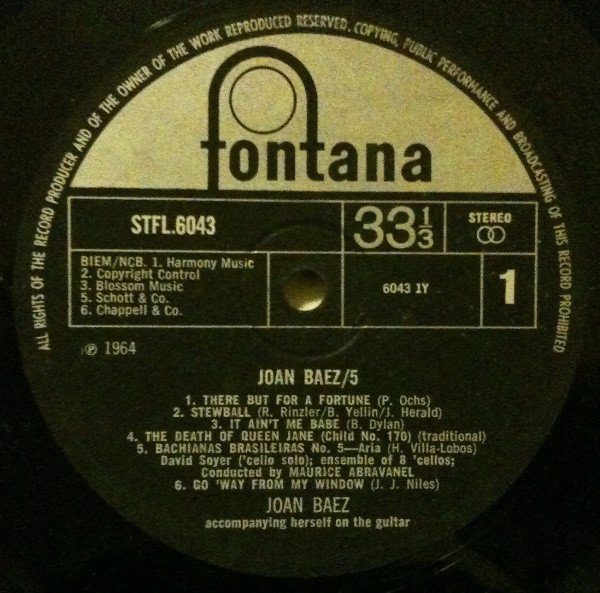 ALL RIGHTS OF THE RECORD PRODUCER AND OF THE OWNER OF THE WORK REPRODUCED RESERVED. COPYING, PUBLIC PERFORMANCE AND BROADCASTING OF THIS RECORD PROHIBITED
fontana
STFL.6043
33⅓
STEREO
BIEM/NCB. 1. Harmony Music
2. Copyright Control
3. Blossom Music
5. Schott & Co.
6. Chappell & Co.
6043 1Y
1
℗ 1964
JOAN BAEZ/5
1. THERE BUT FOR A FORTUNE (P. Ochs)
2. STEWBALL (R. Rinzler/B. Yellin/J. Herald)
3. IT AIN'T ME BABE (B. Dylan)
4. THE DEATH OF QUEEN JANE (Child No. 170) (traditional)
5. BACHIANAS BRASILEIRAS No. 5—Aria (H. Villa-Lobos)
David Soyer ('cello solo); ensemble of 8 'cellos;
Conducted by MAURICE ABRAVANEL
6. GO 'WAY FROM MY WINDOW (J. J. Niles)
JOAN BAEZ
accompanying herself on the guitar